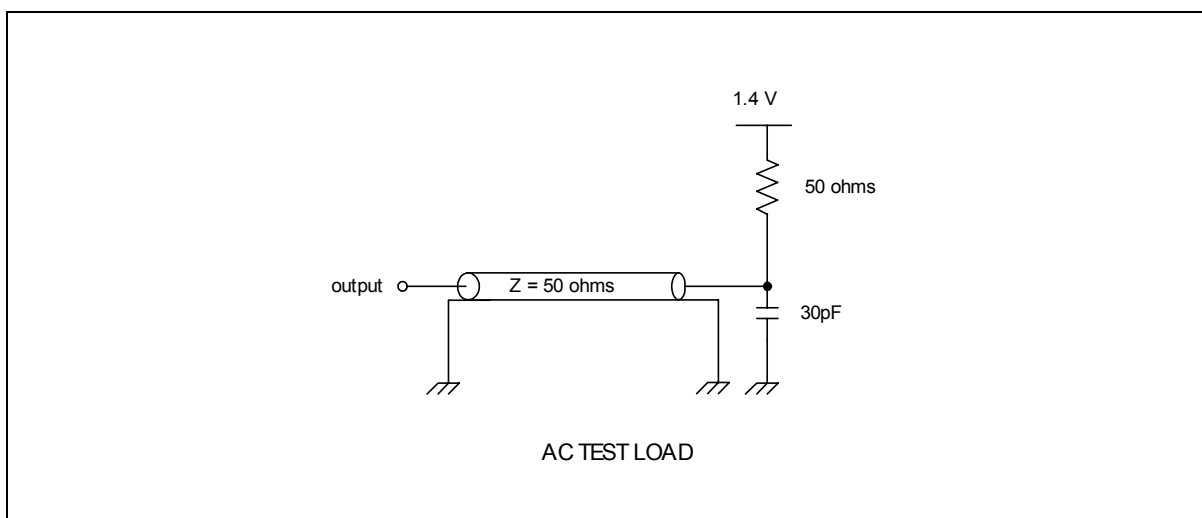 1.4 V
50 ohms
output
Z = 50 ohms
30pF
AC TEST LOAD